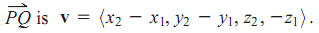 PQ⃗ is v = ⟨x₂ − x₁, y₂ − y₁, z₂, −z₁⟩.